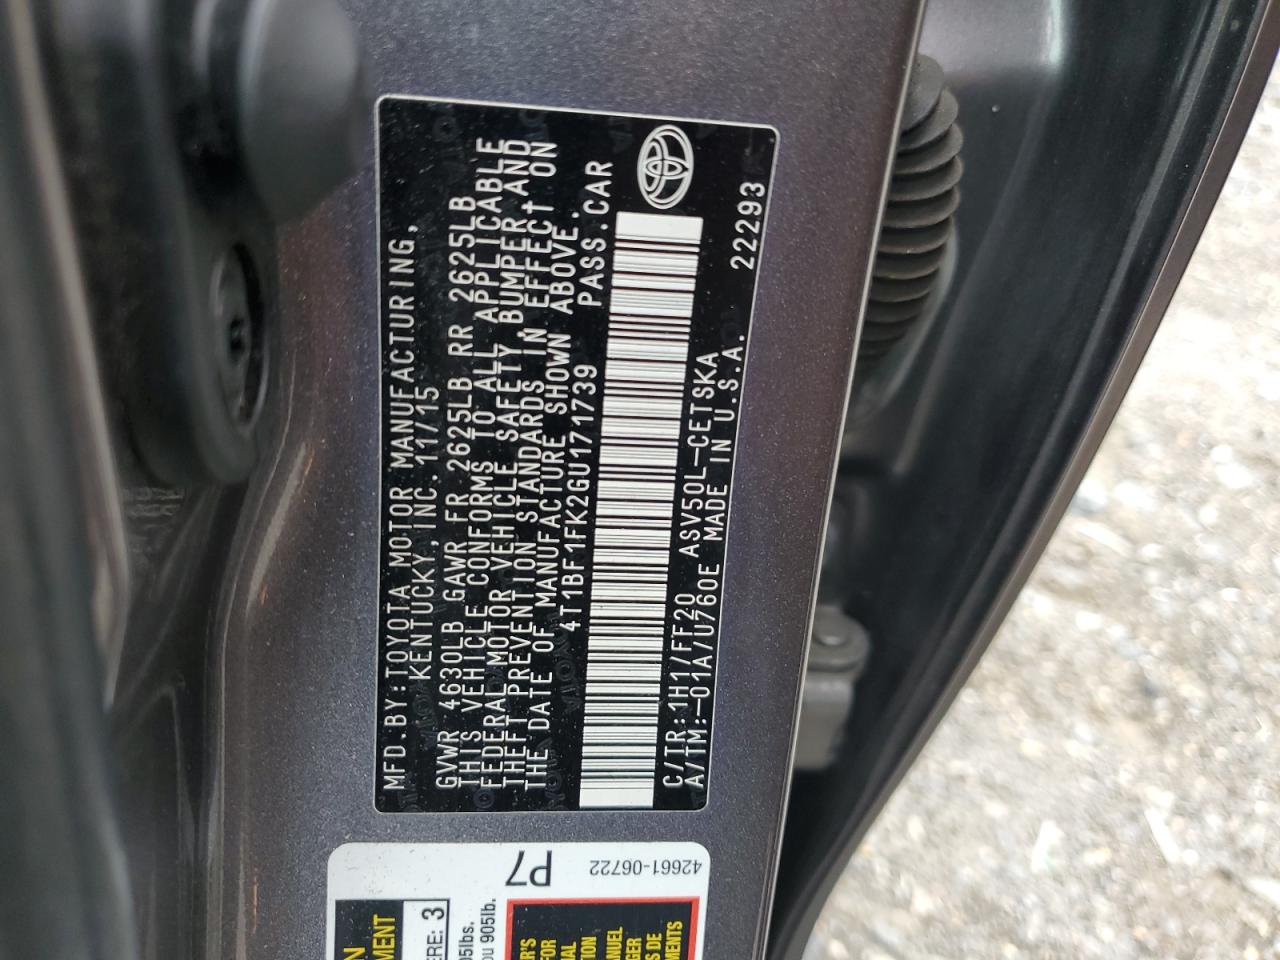 MFD.BY:TOYOTA MOTOR MANUFACTURING,
KENTUCKY,INC.11/15
GVWR 4630LB GAWR FR 2625LB RR 2625LB
THIS VEHICLE CONFORMS TO ALL APPLICABLE
FEDERAL MOTOR VEHICLE SAFETY,BUMPER,AND
THEFT PREVENTION STANDARDS IN EFFECT ON
THE DATE OF MANUFACTURE SHOWN ABOVE.
4T1BF1FK2GU171739 PASS.CAR
C/TR:1H1/FF20 ASV50L-CETSKA
A/TM:-01A/U760E MADE IN U.S.A. 22293
P7
42661-06722
3
ou 905lb.